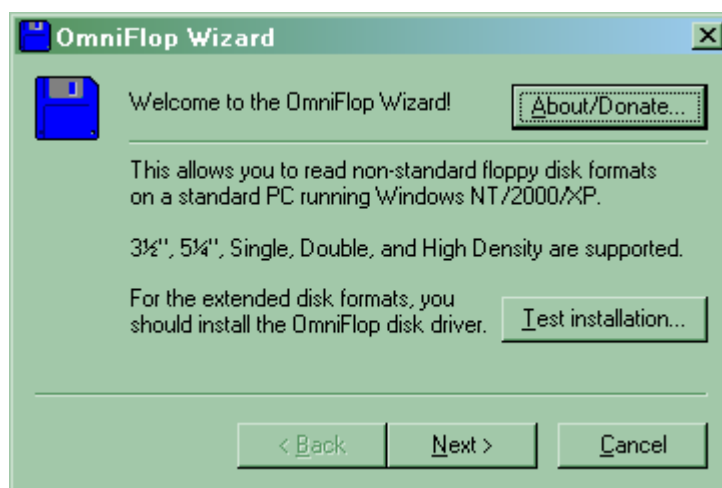 OmniFlop Wizard
Welcome to the OmniFlop Wizard!
About/Donate...
This allows you to read non-standard floppy disk formats
on a standard PC running Windows NT/2000/XP.
3½", 5¼", Single, Double, and High Density are supported.
For the extended disk formats, you
should install the OmniFlop disk driver.
Test installation...
< Back
Next >
Cancel